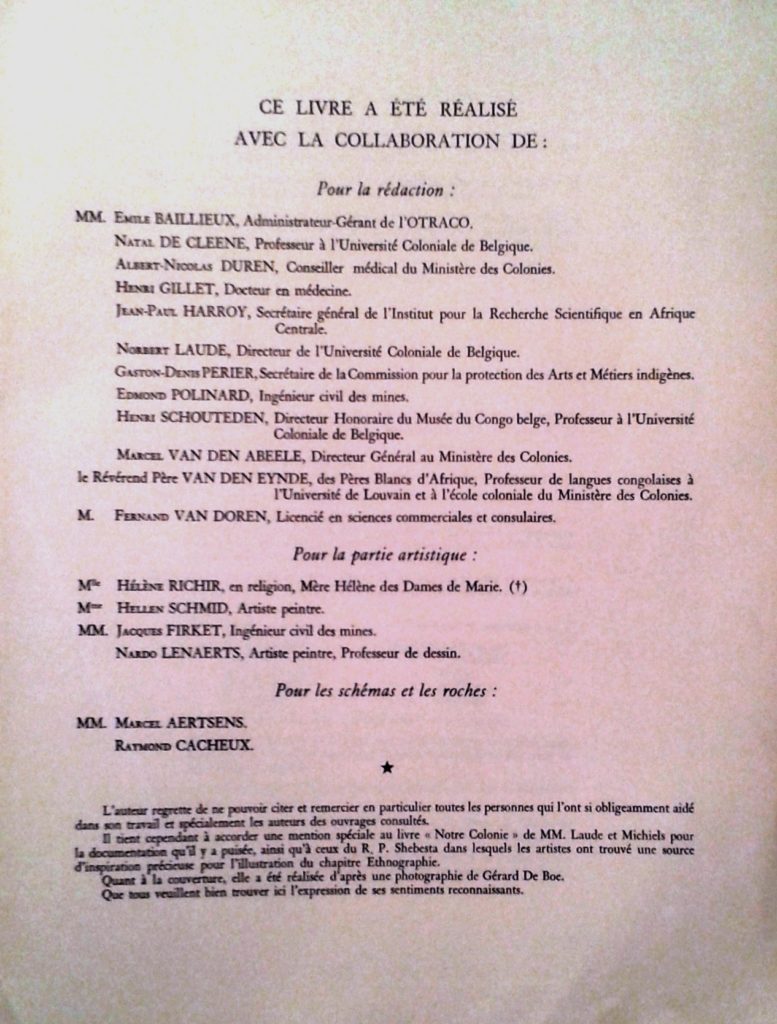 CE LIVRE A ÉTÉ RÉALISÉ
AVEC LA COLLABORATION DE :
Pour la rédaction :
MM. EMILE BAILLIEUX, Administrateur-Gérant de l'OTRACO.
NATAL DE CLEENE, Professeur à l'Université Coloniale de Belgique.
ALBERT-NICOLAS DUREN, Conseiller médical du Ministère des Colonies.
HENRI GILLET, Docteur en médecine.
JEAN-PAUL HARROY, Secrétaire général de l'Institut pour la Recherche Scientifique en Afrique
Centrale.
NORBERT LAUDE, Directeur de l'Université Coloniale de Belgique.
GASTON-DENIS PERIER, Secrétaire de la Commission pour la protection des Arts et Métiers indigènes.
EDMOND POLINARD, Ingénieur civil des mines.
HENRI SCHOUTEDEN, Directeur Honoraire du Musée du Congo belge, Professeur à l'Université
Coloniale de Belgique.
MARCEL VAN DEN ABEELE, Directeur Général au Ministère des Colonies.
le Révérend Père VAN DEN EYNDE, des Pères Blancs d'Afrique, Professeur de langues congolaises à
l'Université de Louvain et à l'école coloniale du Ministère des Colonies.
M. FERNAND VAN DOREN, Licencié en sciences commerciales et consulaires.
Pour la partie artistique :
Mlle HÉLÈNE RICHIR, en religion, Mère Hélène des Dames de Marie. (†)
Mme HELLEN SCHMID, Artiste peintre.
MM. JACQUES FIRKET, Ingénieur civil des mines.
NARDO LENAERTS, Artiste peintre, Professeur de dessin.
Pour les schémas et les roches :
MM. MARCEL AERTSENS.
RAYMOND CACHEUX.
★
L'auteur regrette de ne pouvoir citer et remercier en particulier toutes les personnes qui l'ont si obligeamment aidé
dans son travail et spécialement les auteurs des ouvrages consultés.
Il tient cependant à accorder une mention spéciale au livre « Notre Colonie » de MM. Laude et Michiels pour
la documentation qu'il y a puisée, ainsi qu'à ceux du R. P. Shebesta dans lesquels les artistes ont trouvé une source
d'inspiration précieuse pour l'illustration du chapitre Ethnographie.
Quant à la couverture, elle a été réalisée d'après une photographie de Gérard De Boe.
Que tous veuillent bien trouver ici l'expression de ses sentiments reconnaissants.